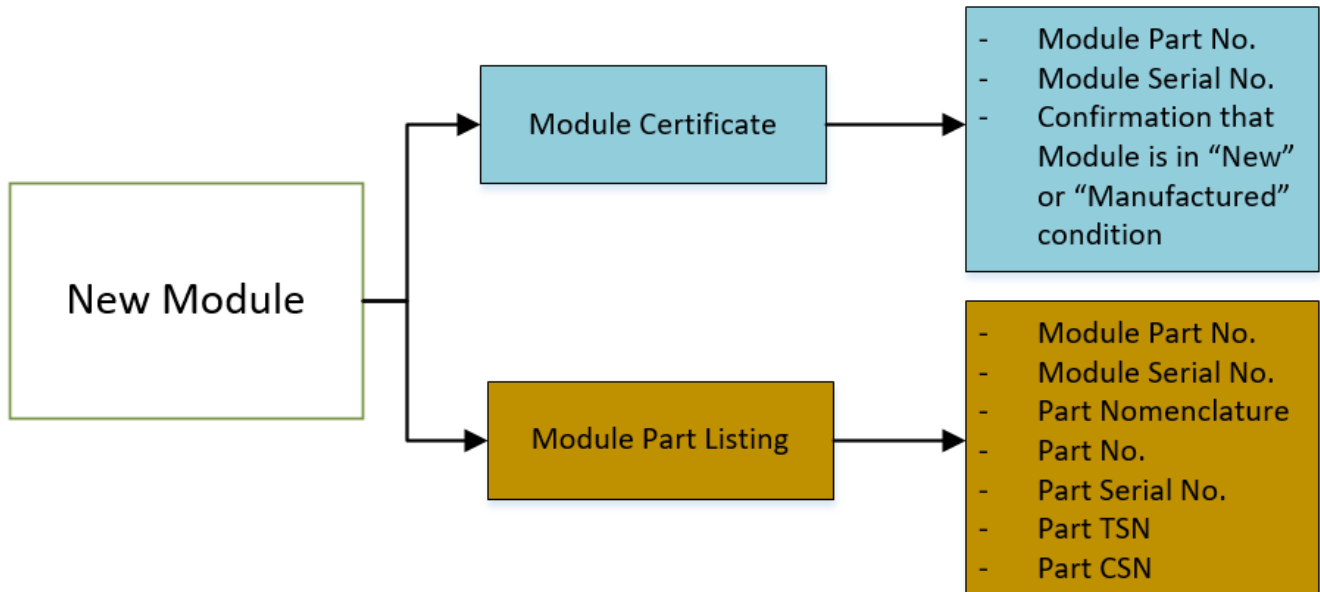 New Module
Module Certificate
- Module Part No.
- Module Serial No.
- Confirmation that
Module is in “New”
or “Manufactured”
condition
Module Part Listing
- Module Part No.
- Module Serial No.
- Part Nomenclature
- Part No.
- Part Serial No.
- Part TSN
- Part CSN